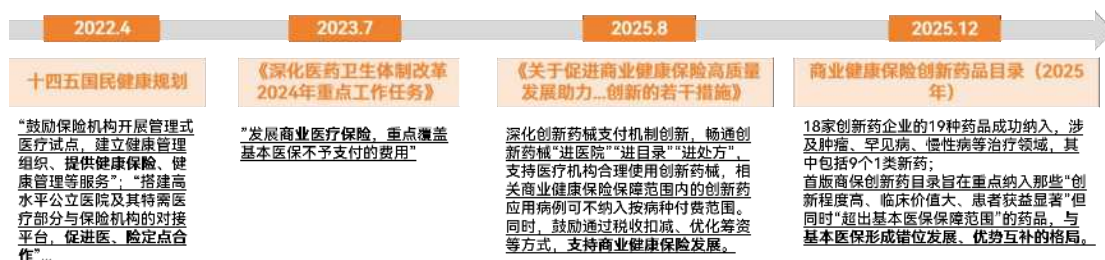 2022.4
2023.7
2025.8
2025.12
十四五国民健康规划
《深化医药卫生体制改革
2024年重点工作任务》
《关于促进商业健康保险高质量
发展助力...创新的若干措施》
商业健康保险创新药品目录（2025
年）
“鼓励保险机构开展管理式
医疗试点，建立健康管理
组织、提供健康保险、健
康管理等服务”；“搭建高
水平公立医院及其特需医
疗部分与保险机构的对接
平台，促进医、险定点合
作”...
”发展商业医疗保险，重点覆盖
基本医保不予支付的费用”
深化创新药械支付机制创新，畅通创
新药械“进医院”“进目录”“进处方”，
支持医疗机构合理使用创新药械，相
关商业健康保险保障范围内的创新药
应用病例可不纳入按病种付费范围。
同时，鼓励通过税收扣减、优化筹资
等方式，支持商业健康保险发展。
18家创新药企业的19种药品成功纳入，涉
及肿瘤、罕见病、慢性病等治疗领域，其
中包括9个1类新药；
首版商保创新药目录旨在重点纳入那些“创
新程度高、临床价值大、患者获益显著”但
同时“超出基本医保保障范围”的药品，与
基本医保形成错位发展、优势互补的格局。